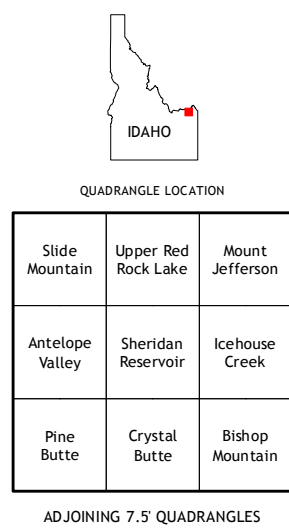 IDAHO
QUADRANGLE LOCATION
Slide Mountain
Upper Red Rock Lake
Mount Jefferson
Antelope Valley
Sheridan Reservoir
Icehouse Creek
Pine Butte
Crystal Butte
Bishop Mountain
ADJOINING 7.5' QUADRANGLES